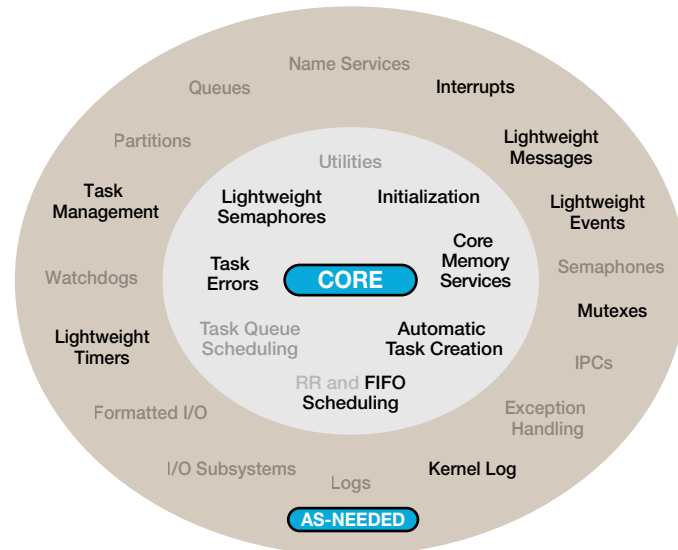 Name Services
Queues
Interrupts
Partitions
Lightweight
Messages
Utilities
Task
Management
Lightweight
Semaphores
Initialization
Lightweight
Events
Core
Memory
Services
Watchdogs
Task
Errors
CORE
Semaphones
Mutexes
Lightweight
Timers
Task Queue
Scheduling
Automatic
Task Creation
IPCs
RR and FIFO
Scheduling
Formatted I/O
Exception
Handling
I/O Subsystems
Logs
Kernel Log
AS-NEEDED